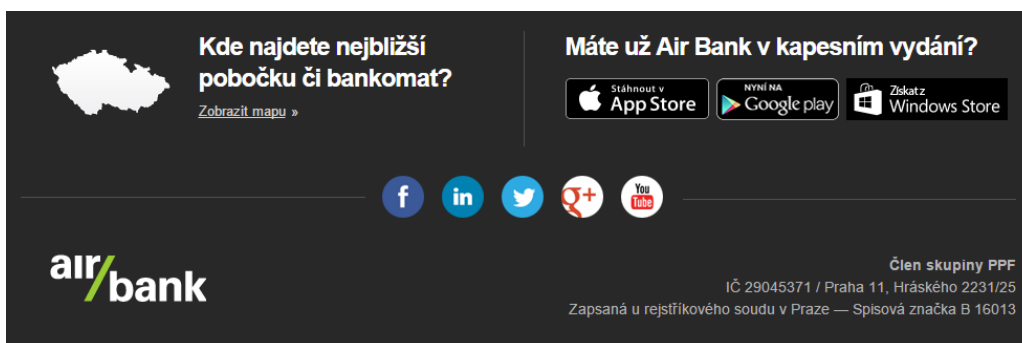 Kde najdete nejbližší
pobočku či bankomat?
Zobrazit mapu »
Máte už Air Bank v kapesním vydání?
Stáhnout v
App Store
NYNÍ NA
Google play
Získat z
Windows Store
f
in
g+
You
Tube
air/
bank
Člen skupiny PPF
IČ 29045371 / Praha 11, Hráského 2231/25
Zapsaná u rejstříkového soudu v Praze — Spisová značka B 16013